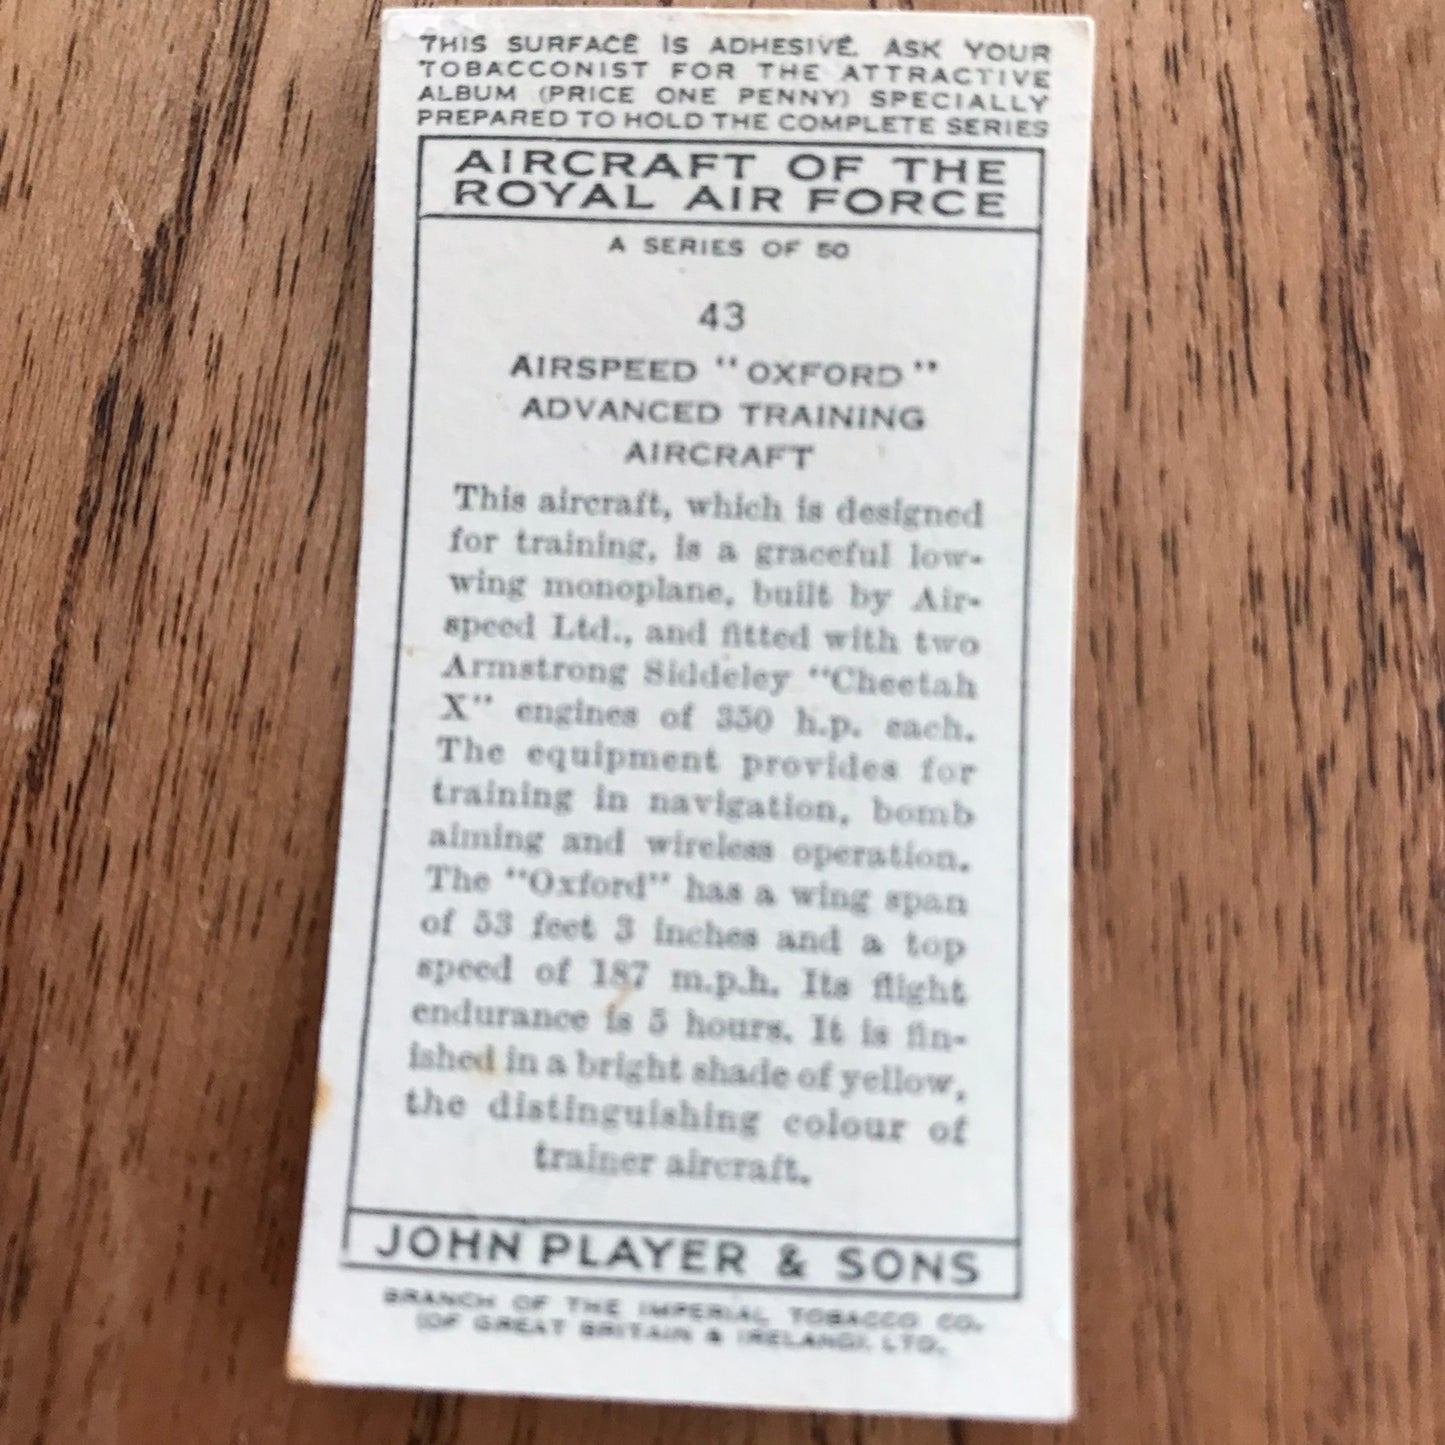 THIS SURFACE IS ADHESIVE. ASK YOUR
TOBACCONIST FOR THE ATTRACTIVE
ALBUM (PRICE ONE PENNY) SPECIALLY
PREPARED TO HOLD THE COMPLETE SERIES
AIRCRAFT OF THE
ROYAL AIR FORCE
A SERIES OF 50
43
AIRSPEED "OXFORD"
ADVANCED TRAINING
AIRCRAFT
This aircraft, which is designed
for training, is a graceful low-
wing monoplane, built by Air-
speed Ltd., and fitted with two
Armstrong Siddeley "Cheetah
X" engines of 350 h.p. each.
The equipment provides for
training in navigation, bomb
aiming and wireless operation.
The "Oxford" has a wing span
of 53 feet 3 inches and a top
speed of 187 m.p.h. Its flight
endurance is 5 hours. It is fin-
ished in a bright shade of yellow,
the distinguishing colour of
trainer aircraft.
JOHN PLAYER & SONS
BRANCH OF THE IMPERIAL TOBACCO CO.
(OF GREAT BRITAIN & IRELAND), LTD.